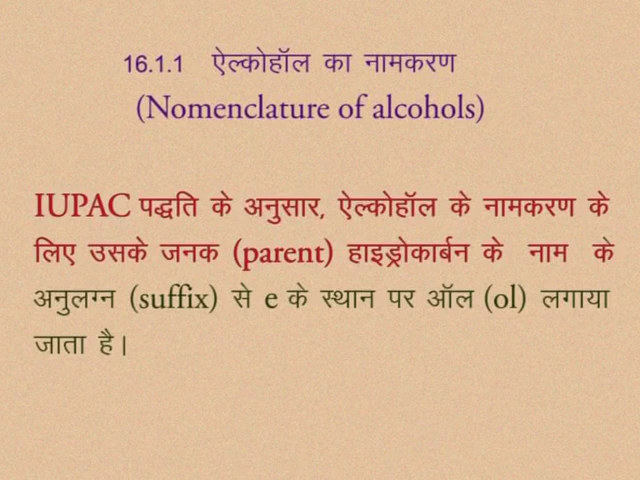 16.1.1 ऐल्कोहॉल का नामकरण
(Nomenclature of alcohols)
IUPAC पद्धति के अनुसार, ऐल्कोहॉल के नामकरण के
लिए उसके जनक (parent) हाइड्रोकार्बन के नाम के
अनुलग्न (suffix) से e के स्थान पर ऑल (ol) लगाया
जाता है।